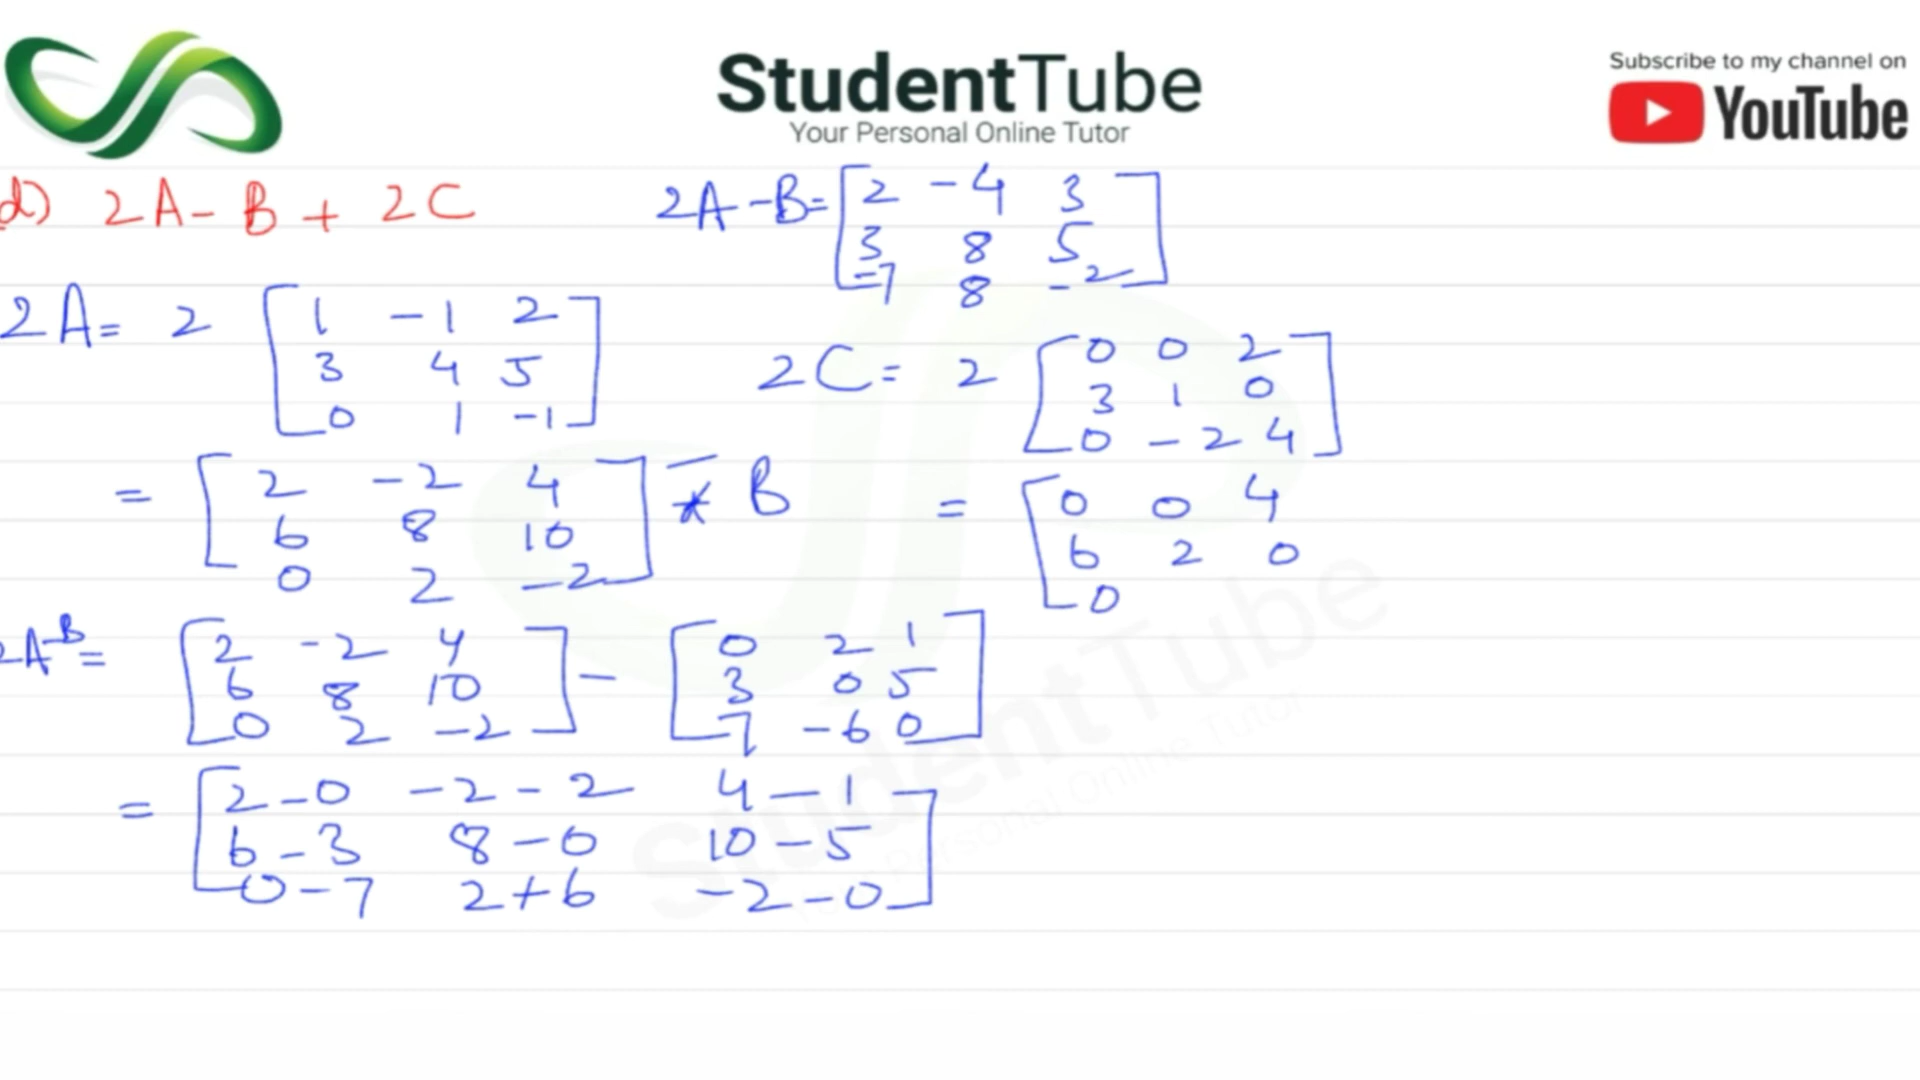 StudentTube
Your Personal Online Tutor
Subscribe to my channel on
YouTube
d) 2A - B + 2C
2A = 2 [ 1 -1 2
3 4 5
0 1 -1 ]
= [ 2 -2 4
6 8 10
0 2 -2 ] - B
2A-B = [ 2 -2 4
6 8 10
0 2 -2 ] - [ 0 2 1
3 0 5
7 -6 0 ]
= [ 2-0 -2-2 4-1
6-3 8-0 10-5
0-7 2+6 -2-0 ]
2A-B = [ 2 -4 3
3 8 5
-7 8 -2 ]
2C = 2 [ 0 0 2
3 1 0
0 -2 4 ]
= [ 0 0 4
6 2 0
0
StudentTube
Your Personal Online Tutor